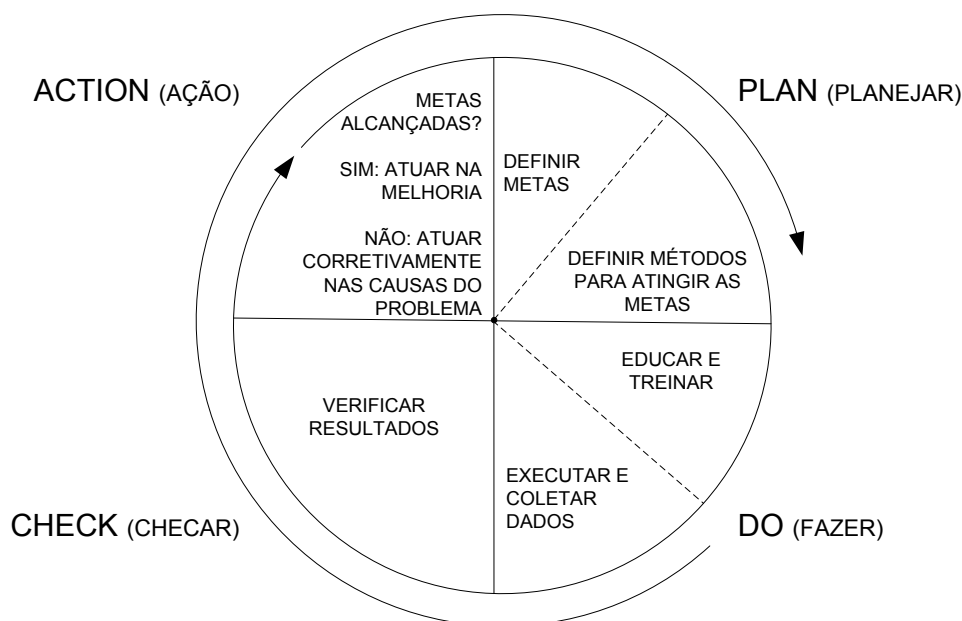 ACTION (AÇÃO)
PLAN (PLANEJAR)
METAS
ALCANÇADAS?
SIM: ATUAR NA
MELHORIA
NÃO: ATUAR
CORRETIVAMENTE
NAS CAUSAS DO
PROBLEMA
DEFINIR
METAS
DEFINIR MÉTODOS
PARA ATINGIR AS
METAS
EDUCAR E
TREINAR
VERIFICAR
RESULTADOS
EXECUTAR E
COLETAR
DADOS
CHECK (CHECAR)
DO (FAZER)